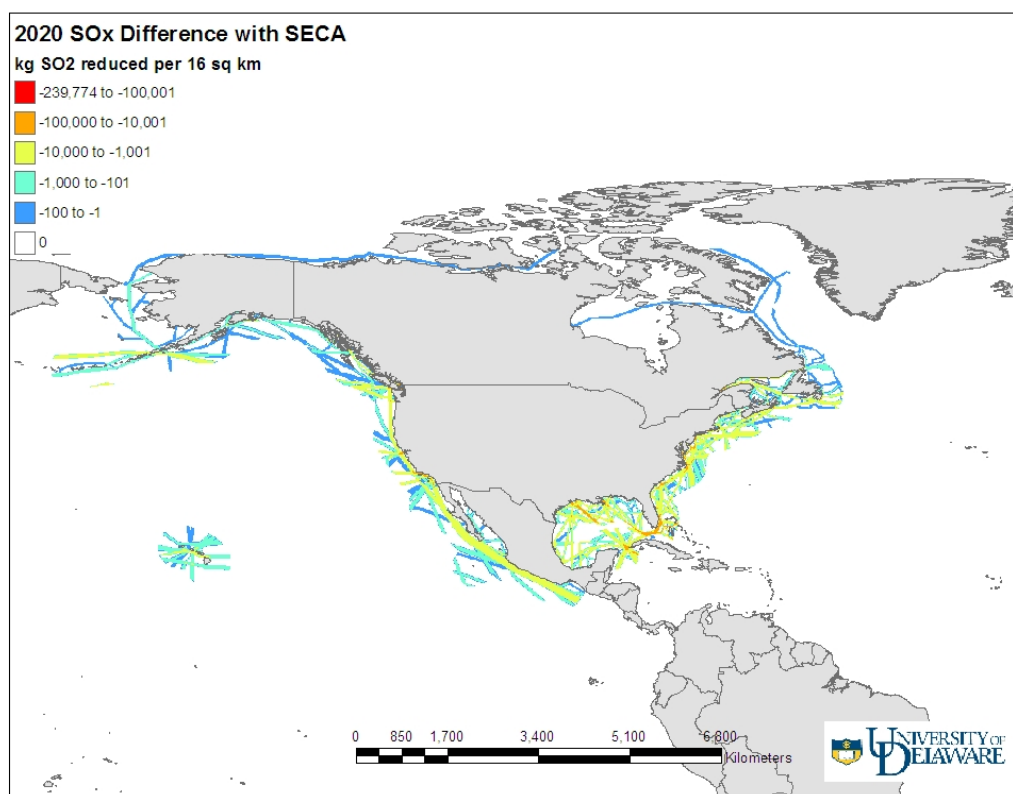 2020 SOx Difference with SECA
kg SO2 reduced per 16 sq km
-239,774 to -100,001
-100,000 to -10,001
-10,000 to -1,001
-1,000 to -101
-100 to -1
0
0 850 1,700 3,400 5,100 6,800
Kilometers
UNIVERSITY OF
DELAWARE